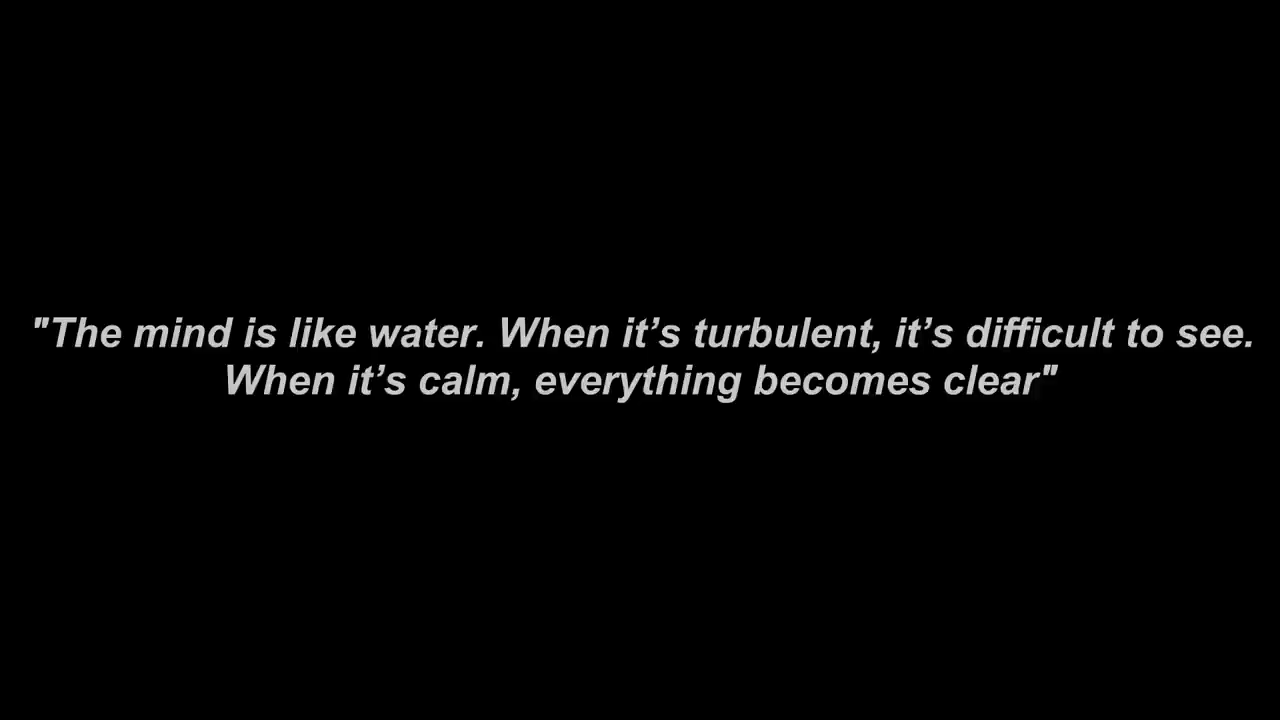 "The mind is like water. When it’s turbulent, it’s difficult to see.
When it’s calm, everything becomes clear"